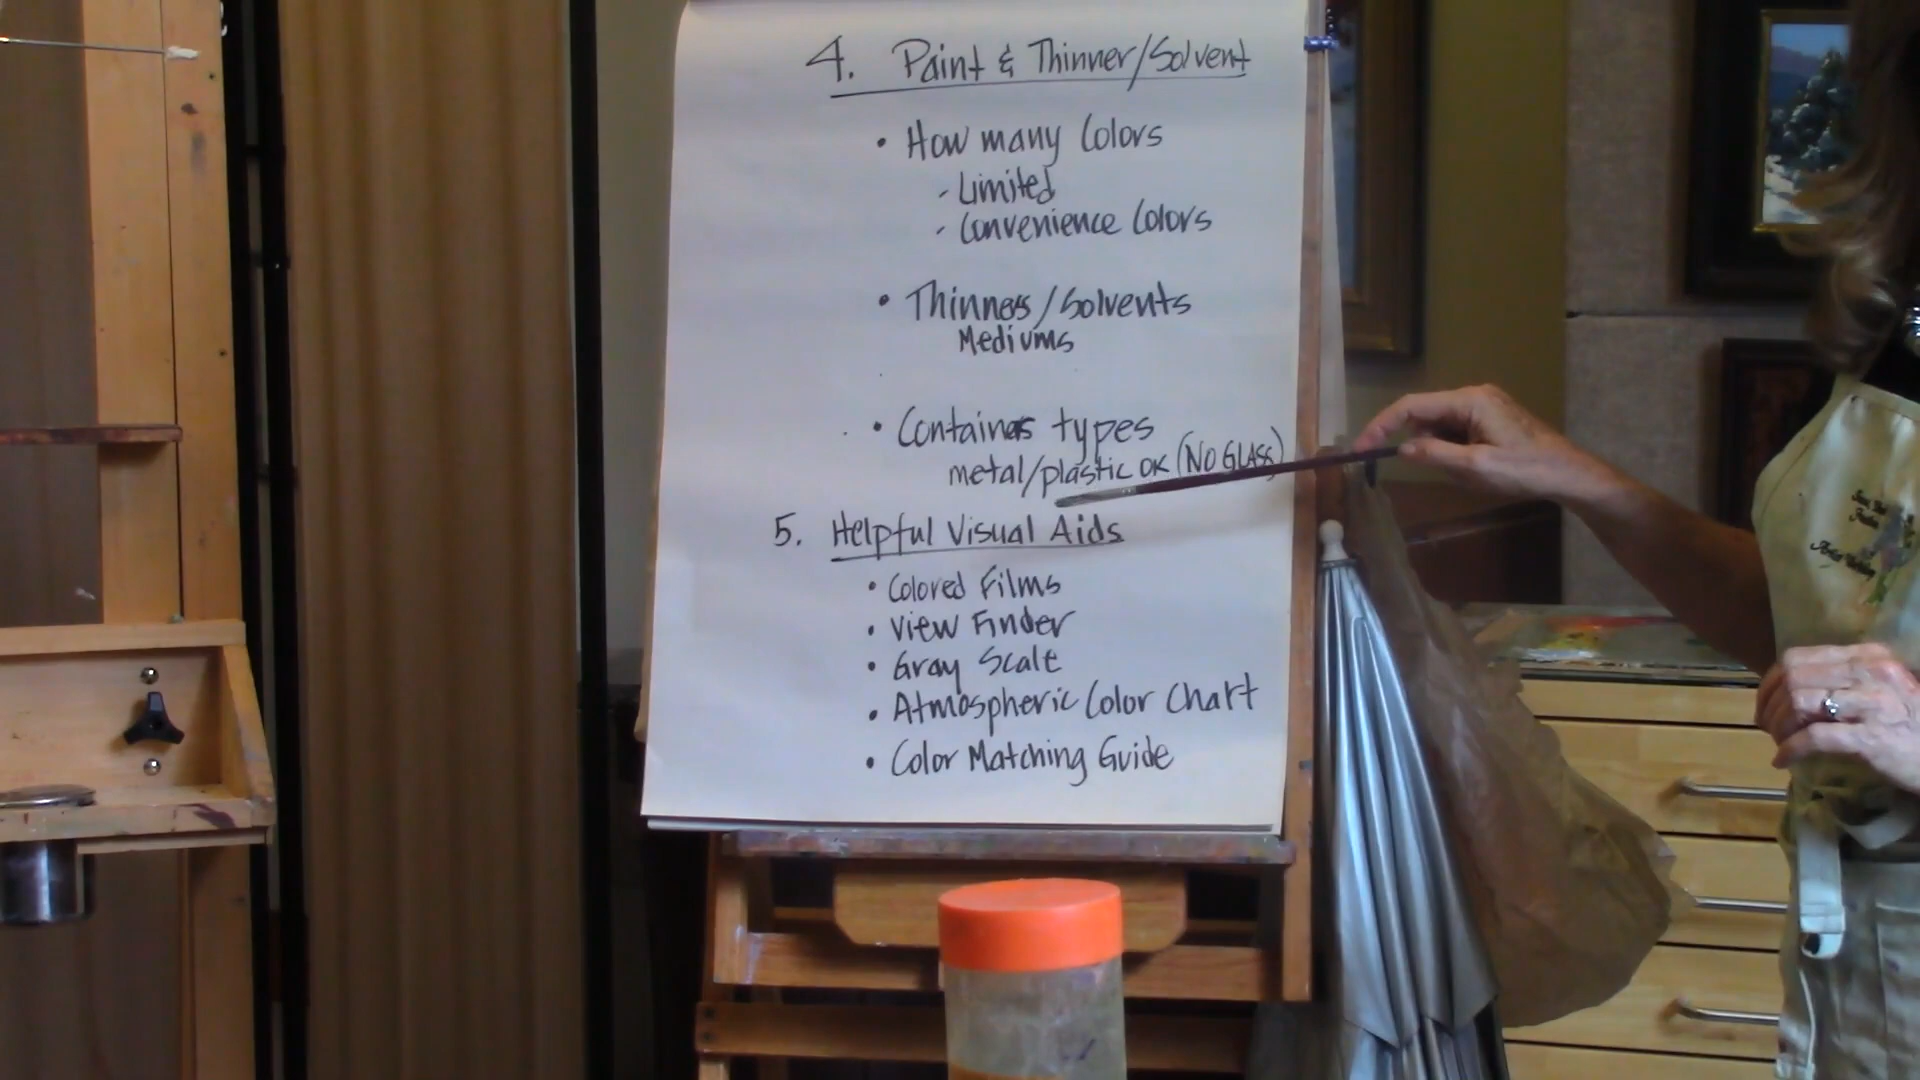 4. Paint & Thinner/Solvent
• How many Colors
- Limited
- Convenience Colors
• Thinners/Solvents
Mediums
• Containers types
metal/plastic OK (NO GLASS)
5. Helpful Visual Aids
• Colored Films
• View Finder
• Gray Scale
• Atmospheric Color Chart
• Color Matching Guide